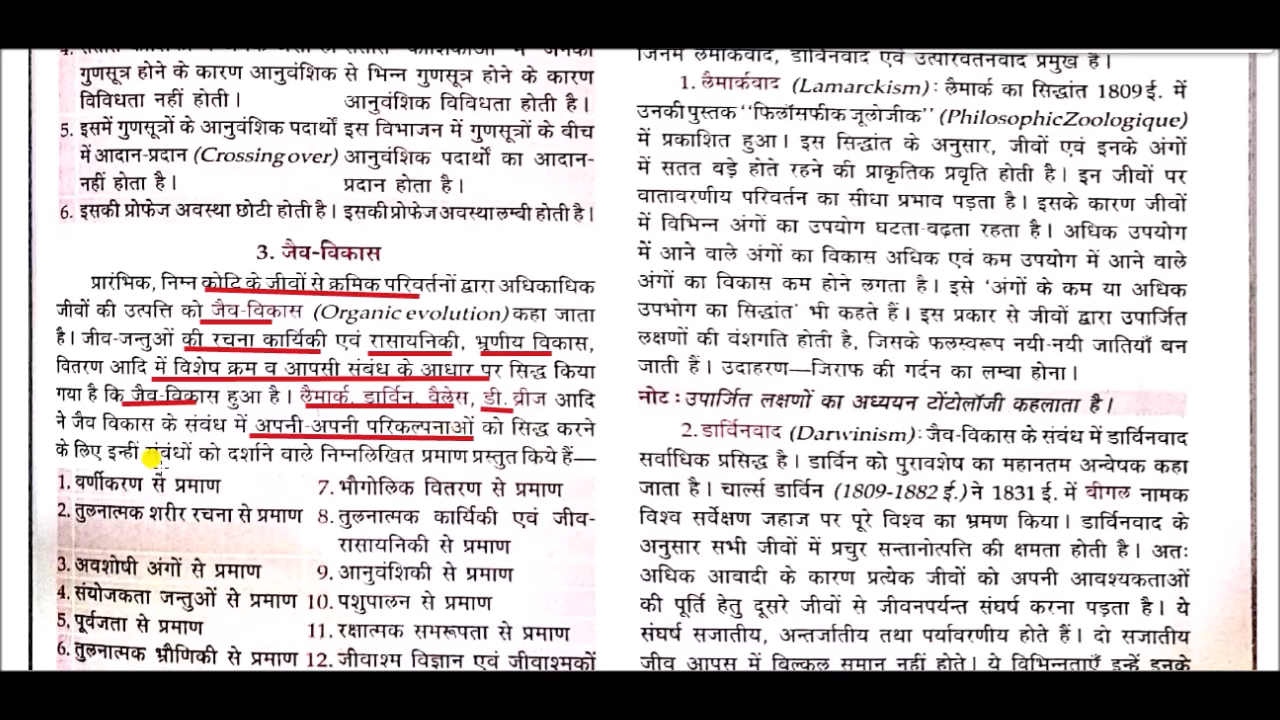 गुणसूत्र होने के कारण आनुवंशिक से भिन्न गुणसूत्र होने के कारण
विविधता नहीं होती। आनुवंशिक विविधता होती है।
5. इसमें गुणसूत्रों के आनुवंशिक पदार्थों इस विभाजन में गुणसूत्रों के बीच
में आदान-प्रदान (Crossing over) आनुवंशिक पदार्थों का आदान-
नहीं होता है। प्रदान होता है।
6. इसकी प्रोफेज अवस्था छोटी होती है। इसकी प्रोफेज अवस्था लम्बी होती है।
3. जैव-विकास
प्रारंभिक, निम्न कोटि के जीवों से क्रमिक परिवर्तनों द्वारा अधिकाधिक
जीवों की उत्पत्ति को जैव-विकास (Organic evolution) कहा जाता
है। जीव-जन्तुओं की रचना कार्यिकी एवं रासायनिकी, भ्रूणीय विकास,
वितरण आदि में विशेष क्रम व आपसी संबंध के आधार पर सिद्ध किया
गया है कि जैव-विकास हुआ है। लैमार्क, डार्विन, वैलेस, डी. व्रीज आदि
ने जैव विकास के संबंध में अपनी-अपनी परिकल्पनाओं को सिद्ध करने
के लिए इन्हीं संबंधों को दर्शाने वाले निम्नलिखित प्रमाण प्रस्तुत किये हैं—
1. वर्गीकरण से प्रमाण
2. तुलनात्मक शरीर रचना से प्रमाण
3. अवशोषी अंगों से प्रमाण
4. संयोजकता जन्तुओं से प्रमाण
5. पूर्वजता से प्रमाण
6. तुलनात्मक भ्रौणिकी से प्रमाण
7. भौगोलिक वितरण से प्रमाण
8. तुलनात्मक कार्यिकी एवं जीव-
रासायनिकी से प्रमाण
9. आनुवंशिकी से प्रमाण
10. पशुपालन से प्रमाण
11. रक्षात्मक समरूपता से प्रमाण
12. जीवाश्म विज्ञान एवं जीवाश्मकों
जिनमें लैमार्कवाद, डार्विनवाद एवं उत्परिवर्तनवाद प्रमुख है।
1. लैमार्कवाद (Lamarckism) : लैमार्क का सिद्धांत 1809 ई. में
उनकी पुस्तक ''फिलॉसफीक जूलोजीक'' (Philosophic Zoologique)
में प्रकाशित हुआ। इस सिद्धांत के अनुसार, जीवों एवं इनके अंगों
में सतत बड़े होते रहने की प्राकृतिक प्रवृति होती है। इन जीवों पर
वातावरणीय परिवर्तन का सीधा प्रभाव पड़ता है। इसके कारण जीवों
में विभिन्न अंगों का उपयोग घटता-बढ़ता रहता है। अधिक उपयोग
में आने वाले अंगों का विकास अधिक एवं कम उपयोग में आने वाले
अंगों का विकास कम होने लगता है। इसे 'अंगों के कम या अधिक
उपभोग का सिद्धांत' भी कहते हैं। इस प्रकार से जीवों द्वारा उपार्जित
लक्षणों की वंशगति होती है, जिसके फलस्वरूप नयी-नयी जातियाँ बन
जाती हैं। उदाहरण—जिराफ की गर्दन का लम्बा होना।
नोट : उपार्जित लक्षणों का अध्ययन टोंटोलॉजी कहलाता है।
2. डार्विनवाद (Darwinism) : जैव-विकास के संबंध में डार्विनवाद
सर्वाधिक प्रसिद्ध है। डार्विन को पुरावशेष का महानतम अन्वेषक कहा
जाता है। चार्ल्स डार्विन (1809-1882 ई.) ने 1831 ई. में बीगल नामक
विश्व सर्वेक्षण जहाज पर पूरे विश्व का भ्रमण किया। डार्विनवाद के
अनुसार सभी जीवों में प्रचुर सन्तानोत्पत्ति की क्षमता होती है। अतः
अधिक आबादी के कारण प्रत्येक जीवों को अपनी आवश्यकताओं
की पूर्ति हेतु दूसरे जीवों से जीवनपर्यन्त संघर्ष करना पड़ता है। ये
संघर्ष सजातीय, अन्तर्जातीय तथा पर्यावरणीय होते हैं। दो सजातीय
जीव आपस में बिल्कुल समान नहीं होते। ये विभिन्नताएँ इन्हें इनके